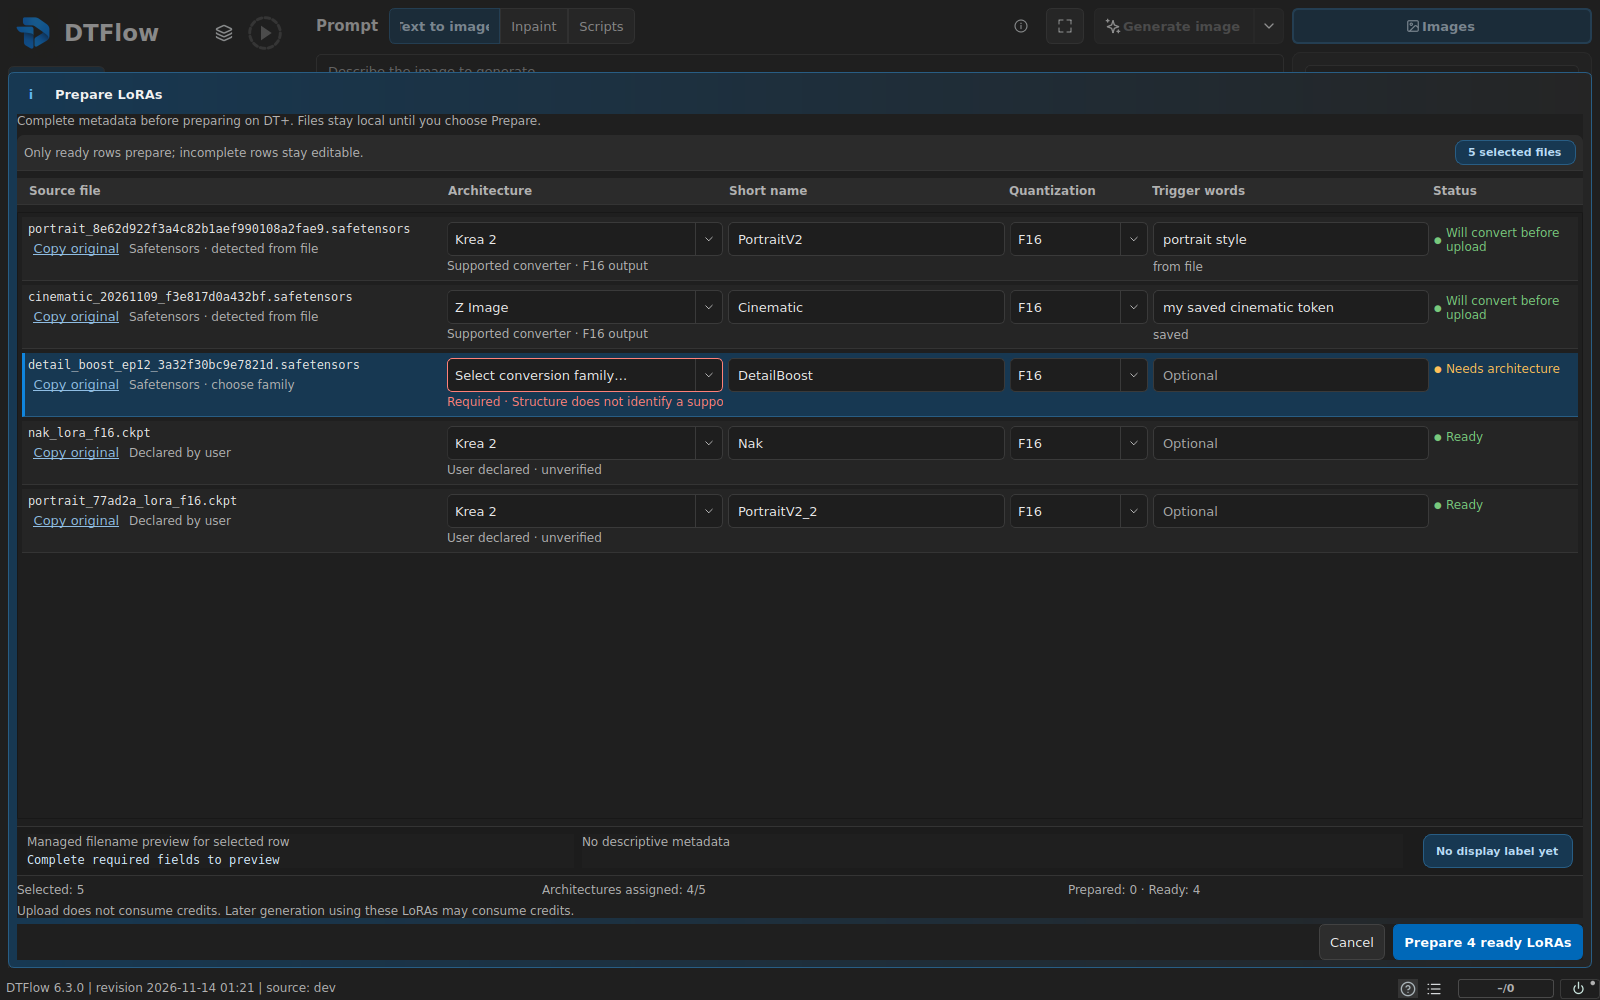 DTFlow
Prompt
Text to image
Inpaint
Scripts
Generate image
Images
Describe the image to generate
i Prepare LoRAs
Complete metadata before preparing on DT+. Files stay local until you choose Prepare.
Only ready rows prepare; incomplete rows stay editable.
5 selected files
Source file Architecture Short name Quantization Trigger words Status
portrait_8e62d922f3a4c82b1aef990108a2fae9.safetensors
Copy original Safetensors · detected from file
Krea 2
Supported converter · F16 output
PortraitV2
F16
portrait style
from file
Will convert before
upload
cinematic_20261109_f3e817d0a432bf.safetensors
Copy original Safetensors · detected from file
Z Image
Supported converter · F16 output
Cinematic
F16
my saved cinematic token
saved
Will convert before
upload
detail_boost_ep12_3a32f30bc9e7821d.safetensors
Copy original Safetensors · choose family
Select conversion family...
Required · Structure does not identify a suppo
DetailBoost
F16
Optional
Needs architecture
nak_lora_f16.ckpt
Copy original Declared by user
Krea 2
User declared · unverified
Nak
F16
Optional
Ready
portrait_77ad2a_lora_f16.ckpt
Copy original Declared by user
Krea 2
User declared · unverified
PortraitV2_2
F16
Optional
Ready
Managed filename preview for selected row
Complete required fields to preview
No descriptive metadata
No display label yet
Selected: 5
Architectures assigned: 4/5
Prepared: 0 · Ready: 4
Upload does not consume credits. Later generation using these LoRAs may consume credits.
Cancel
Prepare 4 ready LoRAs
DTFlow 6.3.0 | revision 2026-11-14 01:21 | source: dev
-/0